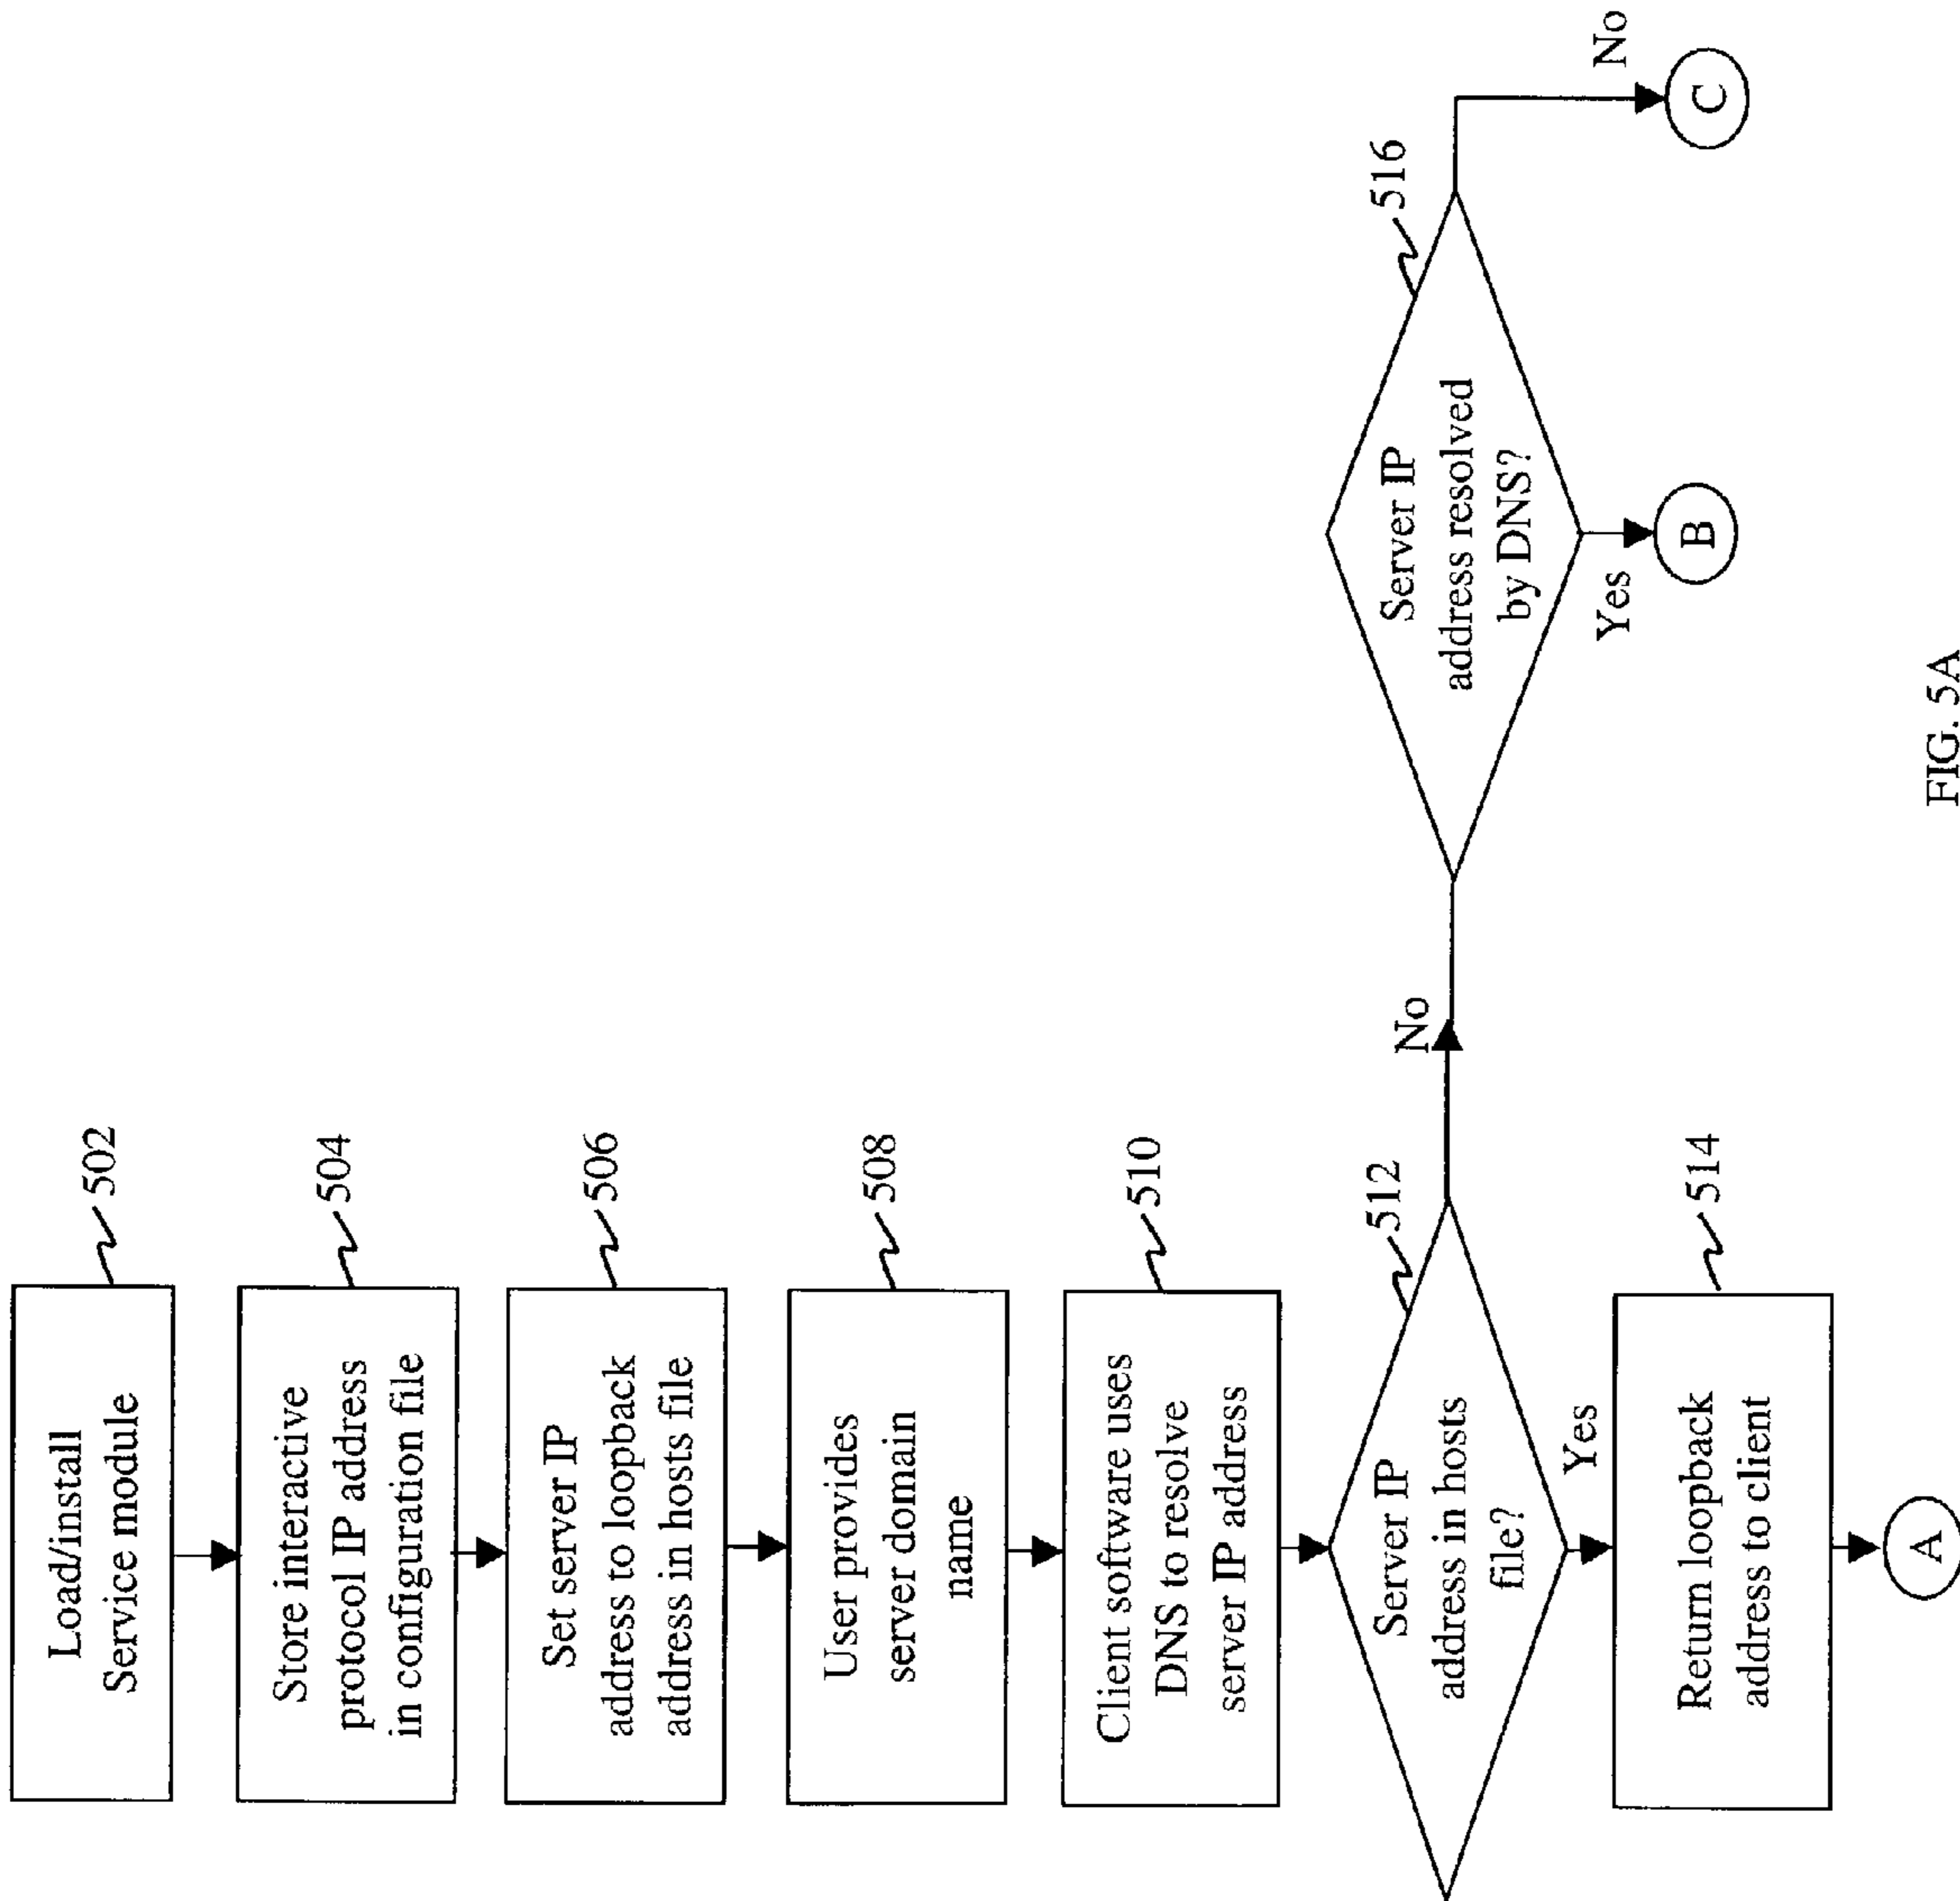 Load/install
Service module
502
Store interactive
protocol IP address
in configuration file
504
Set server IP
address to loopback
address in hosts file
506
User provides
server domain
name
508
Client software uses
DNS to resolve
server IP address
510
Server IP
address in hosts
file?
512
No
Yes
Server IP
address resolved
by DNS?
516
No
Yes
Return loopback
address to client
514
A
B
C
FIG. 5A